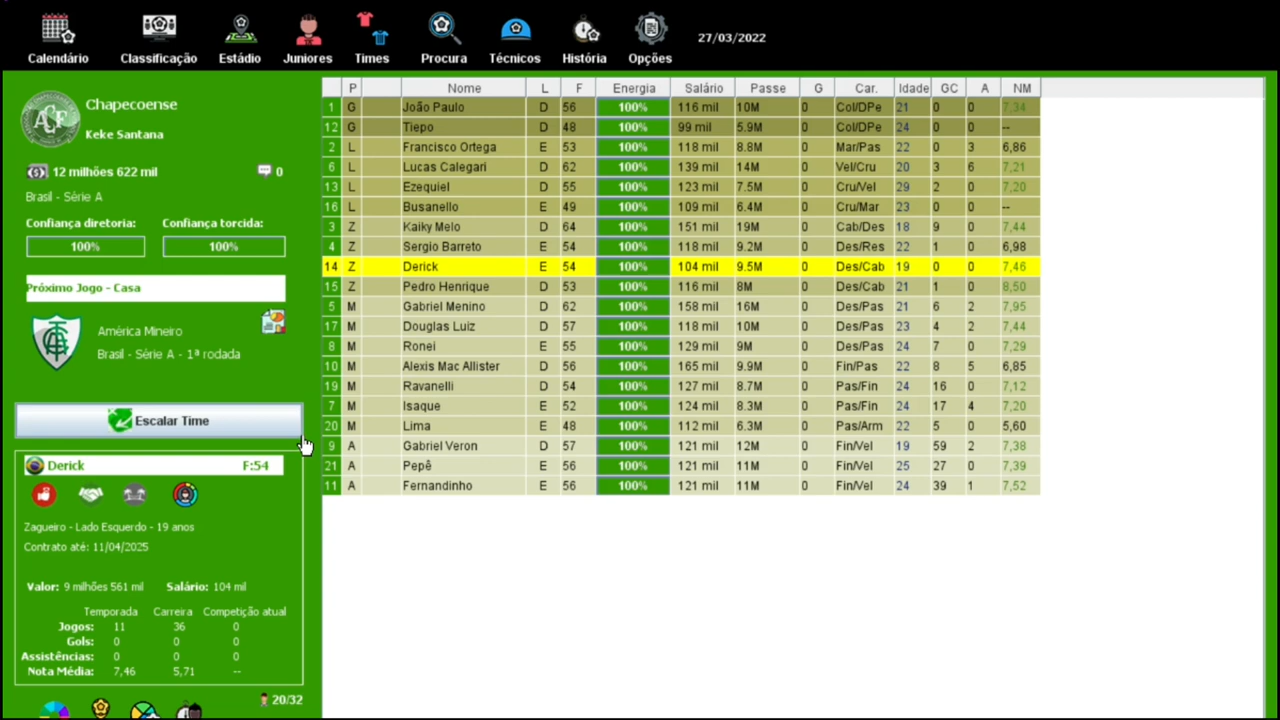 Calendário Classificação Estádio Juniores Times Procura Técnicos História Opções 27/03/2022
Chapecoense
Keke Santana
12 milhões 622 mil 0
Brasil - Série A
Confiança diretoria: Confiança torcida:
100% 100%
Próximo Jogo - Casa
América Mineiro
Brasil - Série A - 1ª rodada
Escalar Time
Derick F:54
Zagueiro - Lado Esquerdo - 19 anos
Contrato até: 11/04/2025
Valor: 9 milhões 561 mil Salário: 104 mil
Temporada Carreira Competição atual
Jogos: 11 36 0
Gols: 0 0 0
Assistências: 0 0 0
Nota Média: 7,46 5,71 --
20/32
P Nome L F Energia Salário Passe G Car. Idade GC A NM
1 G João Paulo D 56 100% 116 mil 10M 0 Col/DPe 21 0 0 7,34
12 G Tiepo D 48 100% 99 mil 5.9M 0 Col/DPe 24 0 0 --
2 L Francisco Ortega E 53 100% 118 mil 8.8M 0 Mar/Pas 22 0 3 6,86
6 L Lucas Calegari D 62 100% 139 mil 14M 0 Vel/Cru 20 3 6 7,21
13 L Ezequiel D 55 100% 123 mil 7.5M 0 Cru/Vel 29 2 0 7,20
16 L Busanello E 49 100% 109 mil 6.4M 0 Cru/Mar 23 0 0 --
3 Z Kaiky Melo D 64 100% 151 mil 19M 0 Cab/Des 18 9 0 7,44
4 Z Sergio Barreto E 54 100% 118 mil 9.2M 0 Des/Res 22 1 0 6,98
14 Z Derick E 54 100% 104 mil 9.5M 0 Des/Cab 19 0 0 7,46
15 Z Pedro Henrique D 53 100% 116 mil 8M 0 Des/Cab 21 1 0 8,50
5 M Gabriel Menino D 62 100% 158 mil 16M 0 Des/Pas 21 6 2 7,95
17 M Douglas Luiz D 57 100% 118 mil 10M 0 Des/Pas 23 4 2 7,44
8 M Ronei E 55 100% 129 mil 9M 0 Des/Pas 24 7 0 7,29
10 M Alexis Mac Allister D 56 100% 165 mil 9.9M 0 Fin/Pas 22 8 5 6,85
19 M Ravanelli D 54 100% 127 mil 8.7M 0 Pas/Fin 24 16 0 7,12
7 M Isaque E 52 100% 124 mil 8.3M 0 Pas/Fin 24 17 4 7,20
20 M Lima E 48 100% 112 mil 6.3M 0 Pas/Arm 22 5 0 5,60
9 A Gabriel Veron D 57 100% 121 mil 12M 0 Fin/Vel 19 59 2 7,38
21 A Pepê E 56 100% 121 mil 11M 0 Fin/Vel 25 27 0 7,39
11 A Fernandinho E 56 100% 121 mil 11M 0 Fin/Vel 24 39 1 7,52